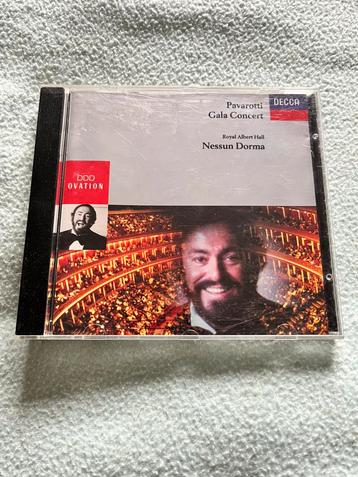 Pavarotti
Gala Concert
DECCA
Royal Albert Hall
Nessun Dorma
DDD
OVATION